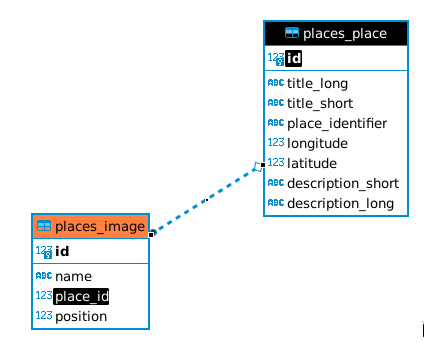 places_place
123 id
ABC title_long
ABC title_short
ABC place_identifier
123 longitude
123 latitude
ABC description_short
ABC description_long
places_image
123 id
ABC name
123 place_id
123 position